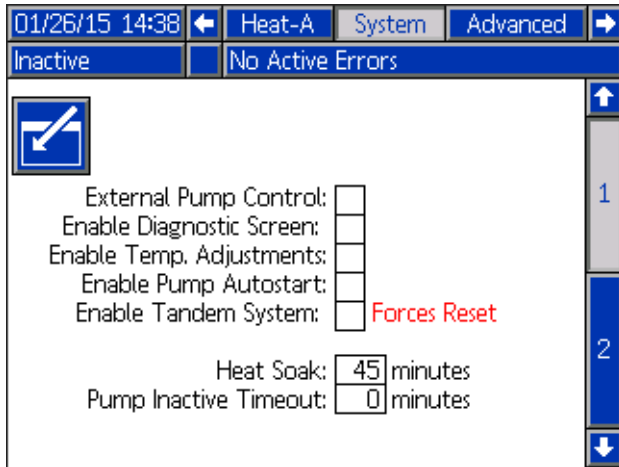 01/26/15 14:38 Heat-A System Advanced
Inactive No Active Errors
External Pump Control:
1
Enable Diagnostic Screen:
Enable Temp. Adjustments:
Enable Pump Autostart:
Enable Tandem System: Forces Reset
2
Heat Soak: 45 minutes
Pump Inactive Timeout: 0 minutes